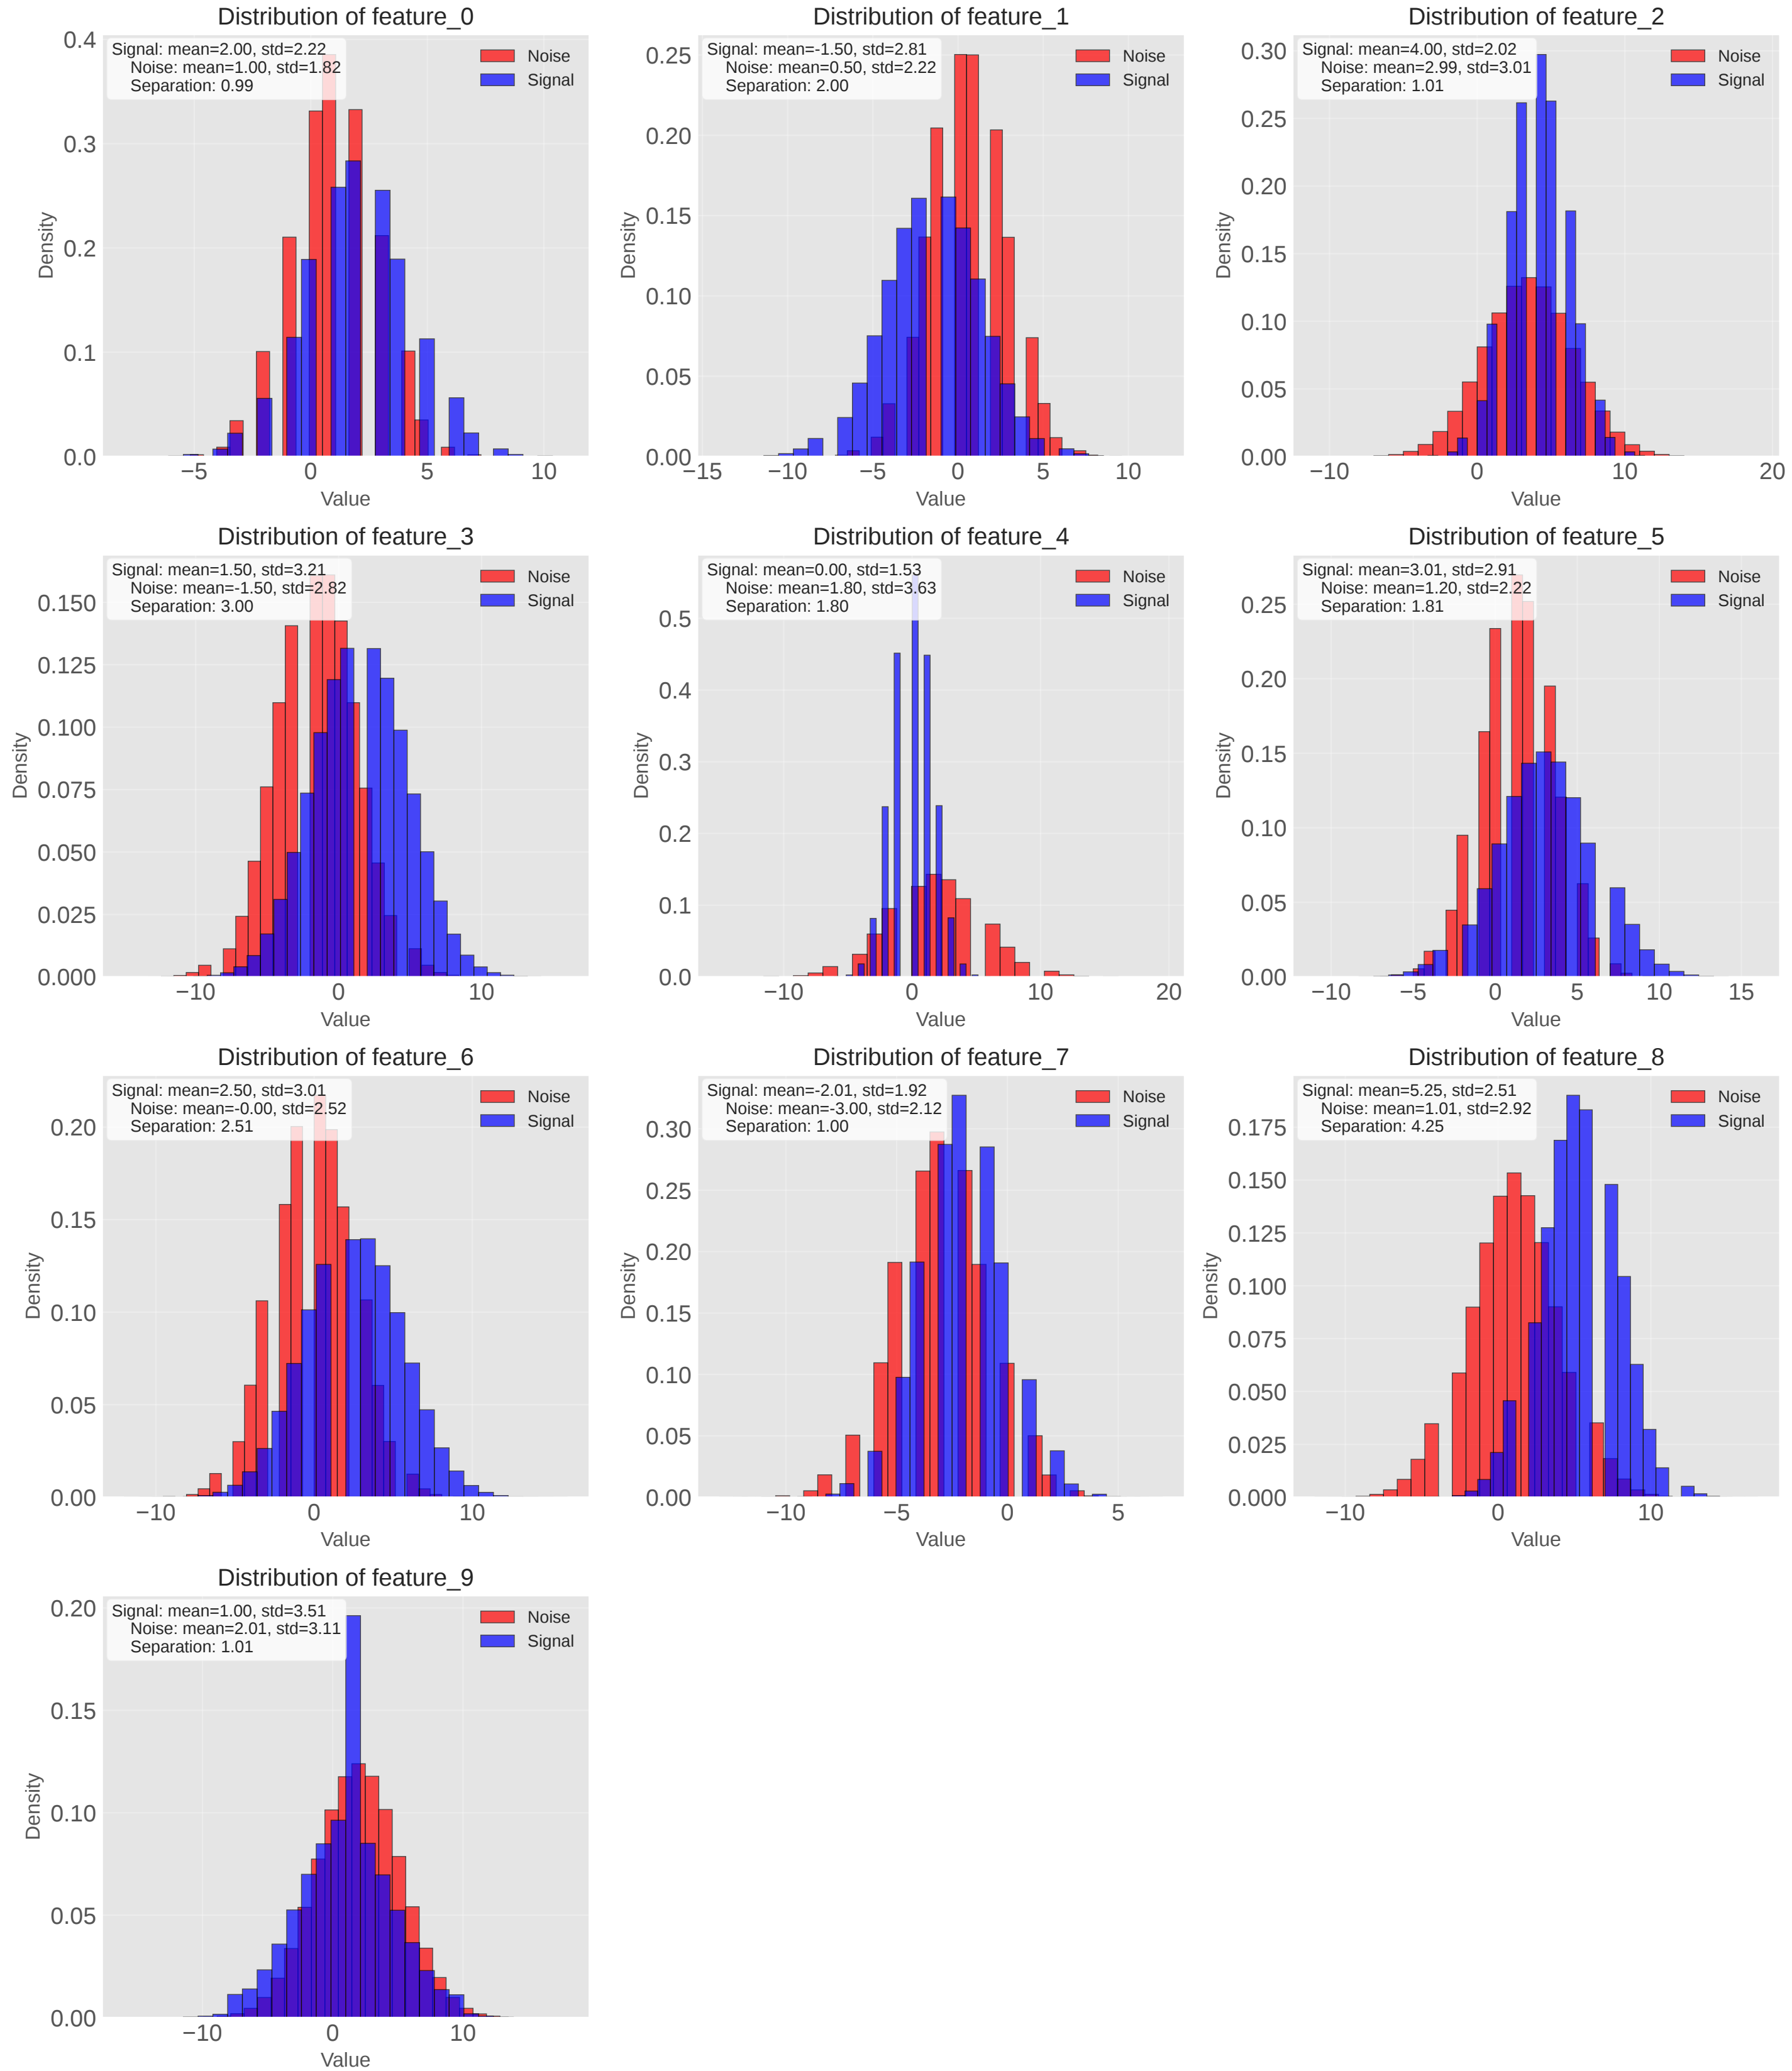 Distribution of feature_0
Signal: mean=2.00, std=2.22
Noise: mean=1.00, std=1.82
Separation: 0.99
Noise
Signal
0.4
0.3
0.2
0.1
0.0
Density
−5 0 5 10
Value
Distribution of feature_1
Signal: mean=-1.50, std=2.81
Noise: mean=0.50, std=2.22
Separation: 2.00
Noise
Signal
0.25
0.20
0.15
0.10
0.05
0.00
Density
−15 −10 −5 0 5 10
Value
Distribution of feature_2
Signal: mean=4.00, std=2.02
Noise: mean=2.99, std=3.01
Separation: 1.01
Noise
Signal
0.30
0.25
0.20
0.15
0.10
0.05
0.00
Density
−10 0 10 20
Value
Distribution of feature_3
Signal: mean=1.50, std=3.21
Noise: mean=-1.50, std=2.82
Separation: 3.00
Noise
Signal
0.150
0.125
0.100
0.075
0.050
0.025
0.000
Density
−10 0 10
Value
Distribution of feature_4
Signal: mean=0.00, std=1.53
Noise: mean=1.80, std=3.63
Separation: 1.80
Noise
Signal
0.5
0.4
0.3
0.2
0.1
0.0
Density
−10 0 10 20
Value
Distribution of feature_5
Signal: mean=3.01, std=2.91
Noise: mean=1.20, std=2.22
Separation: 1.81
Noise
Signal
0.25
0.20
0.15
0.10
0.05
0.00
Density
−10 −5 0 5 10 15
Value
Distribution of feature_6
Signal: mean=2.50, std=3.01
Noise: mean=-0.00, std=2.52
Separation: 2.51
Noise
Signal
0.20
0.15
0.10
0.05
0.00
Density
−10 0 10
Value
Distribution of feature_7
Signal: mean=-2.01, std=1.92
Noise: mean=-3.00, std=2.12
Separation: 1.00
Noise
Signal
0.30
0.25
0.20
0.15
0.10
0.05
0.00
Density
−10 −5 0 5
Value
Distribution of feature_8
Signal: mean=5.25, std=2.51
Noise: mean=1.01, std=2.92
Separation: 4.25
Noise
Signal
0.175
0.150
0.125
0.100
0.075
0.050
0.025
0.000
Density
−10 0 10
Value
Distribution of feature_9
Signal: mean=1.00, std=3.51
Noise: mean=2.01, std=3.11
Separation: 1.01
Noise
Signal
0.20
0.15
0.10
0.05
0.00
Density
−10 0 10
Value